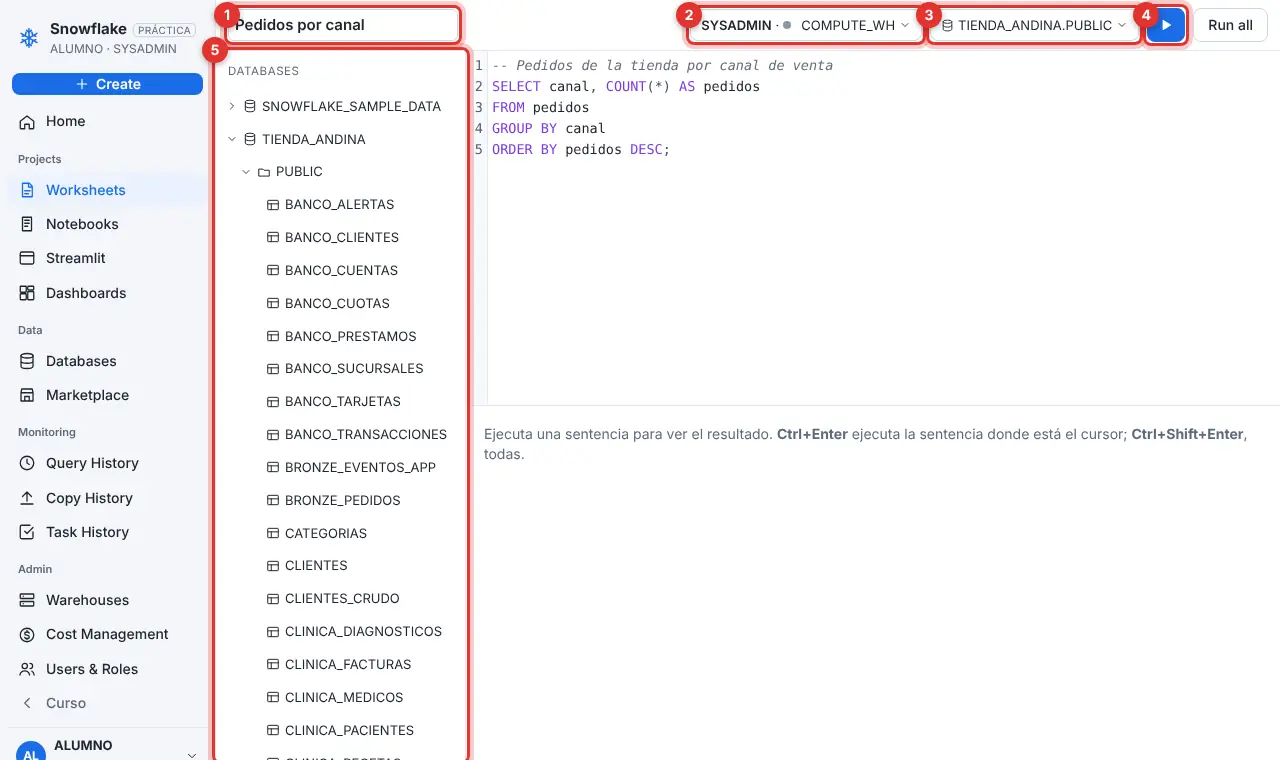 Snowflake PRÁCTICA
ALUMNO · SYSADMIN
+ Create
Home
Projects
Worksheets
Notebooks
Streamlit
Dashboards
Data
Databases
Marketplace
Monitoring
Query History
Copy History
Task History
Admin
Warehouses
Cost Management
Users & Roles
Curso
AL ALUMNO
1 Pedidos por canal
2 SYSADMIN · COMPUTE_WH
3 TIENDA_ANDINA.PUBLIC
4
Run all
5
DATABASES
SNOWFLAKE_SAMPLE_DATA
TIENDA_ANDINA
PUBLIC
BANCO_ALERTAS
BANCO_CLIENTES
BANCO_CUENTAS
BANCO_CUOTAS
BANCO_PRESTAMOS
BANCO_SUCURSALES
BANCO_TARJETAS
BANCO_TRANSACCIONES
BRONZE_EVENTOS_APP
BRONZE_PEDIDOS
CATEGORIAS
CLIENTES
CLIENTES_CRUDO
CLINICA_DIAGNOSTICOS
CLINICA_FACTURAS
CLINICA_MEDICOS
CLINICA_PACIENTES
1 -- Pedidos de la tienda por canal de venta
2 SELECT canal, COUNT(*) AS pedidos
3 FROM pedidos
4 GROUP BY canal
5 ORDER BY pedidos DESC;
Ejecuta una sentencia para ver el resultado. Ctrl+Enter ejecuta la sentencia donde está el cursor; Ctrl+Shift+Enter,
todas.